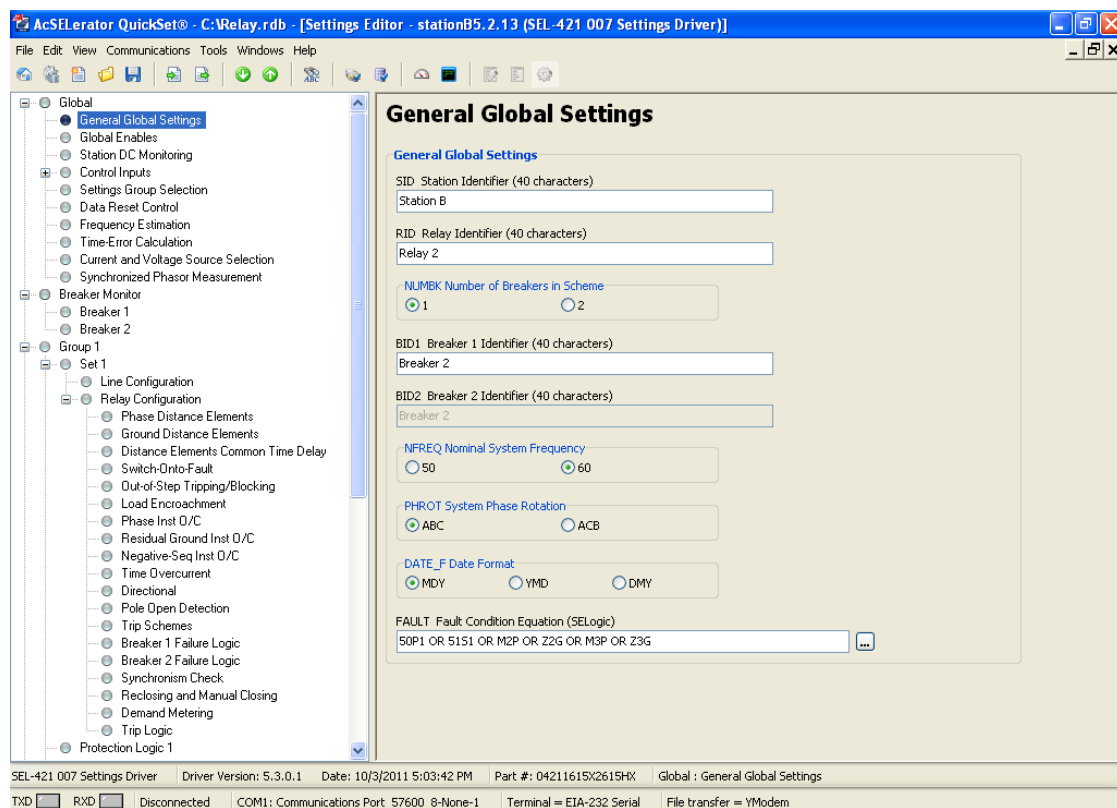 AcSELerator QuickSet® - C:\Relay.rdb - [Settings Editor - stationB5.2.13 (SEL-421 007 Settings Driver)]
File Edit View Communications Tools Windows Help
Global
General Global Settings
Global Enables
Station DC Monitoring
Control Inputs
Settings Group Selection
Data Reset Control
Frequency Estimation
Time-Error Calculation
Current and Voltage Source Selection
Synchronized Phasor Measurement
Breaker Monitor
Breaker 1
Breaker 2
Group 1
Set 1
Line Configuration
Relay Configuration
Phase Distance Elements
Ground Distance Elements
Distance Elements Common Time Delay
Switch-Onto-Fault
Out-of-Step Tripping/Blocking
Load Encroachment
Phase Inst O/C
Residual Ground Inst O/C
Negative-Seq Inst O/C
Time Overcurrent
Directional
Pole Open Detection
Trip Schemes
Breaker 1 Failure Logic
Breaker 2 Failure Logic
Synchronism Check
Reclosing and Manual Closing
Demand Metering
Trip Logic
Protection Logic 1
General Global Settings
General Global Settings
SID Station Identifier (40 characters)
Station B
RID Relay Identifier (40 characters)
Relay 2
NUMBK Number of Breakers in Scheme
1 2
BID1 Breaker 1 Identifier (40 characters)
Breaker 2
BID2 Breaker 2 Identifier (40 characters)
Breaker 2
NFREQ Nominal System Frequency
50 60
PHROT System Phase Rotation
ABC ACB
DATE_F Date Format
MDY YMD DMY
FAULT Fault Condition Equation (SELogic)
50P1 OR 51S1 OR M2P OR Z2G OR M3P OR Z3G ...
SEL-421 007 Settings Driver Driver Version: 5.3.0.1 Date: 10/3/2011 5:03:42 PM Part #: 04211615X2615HX Global : General Global Settings
TXD RXD Disconnected COM1: Communications Port 57600 8-None-1 Terminal = EIA-232 Serial File transfer = YModem